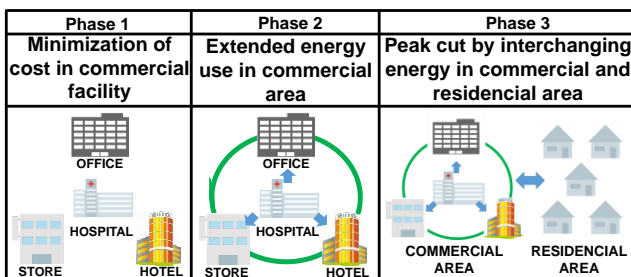 Phase 1
Phase 2
Phase 3
Minimization of
cost in commercial
facility
Extended energy
use in commercial
area
Peak cut by interchanging
energy in commercial and
residencial area
OFFICE
HOSPITAL
STORE
HOTEL
OFFICE
HOSPITAL
STORE
HOTEL
COMMERCIAL
AREA
RESIDENCIAL
AREA